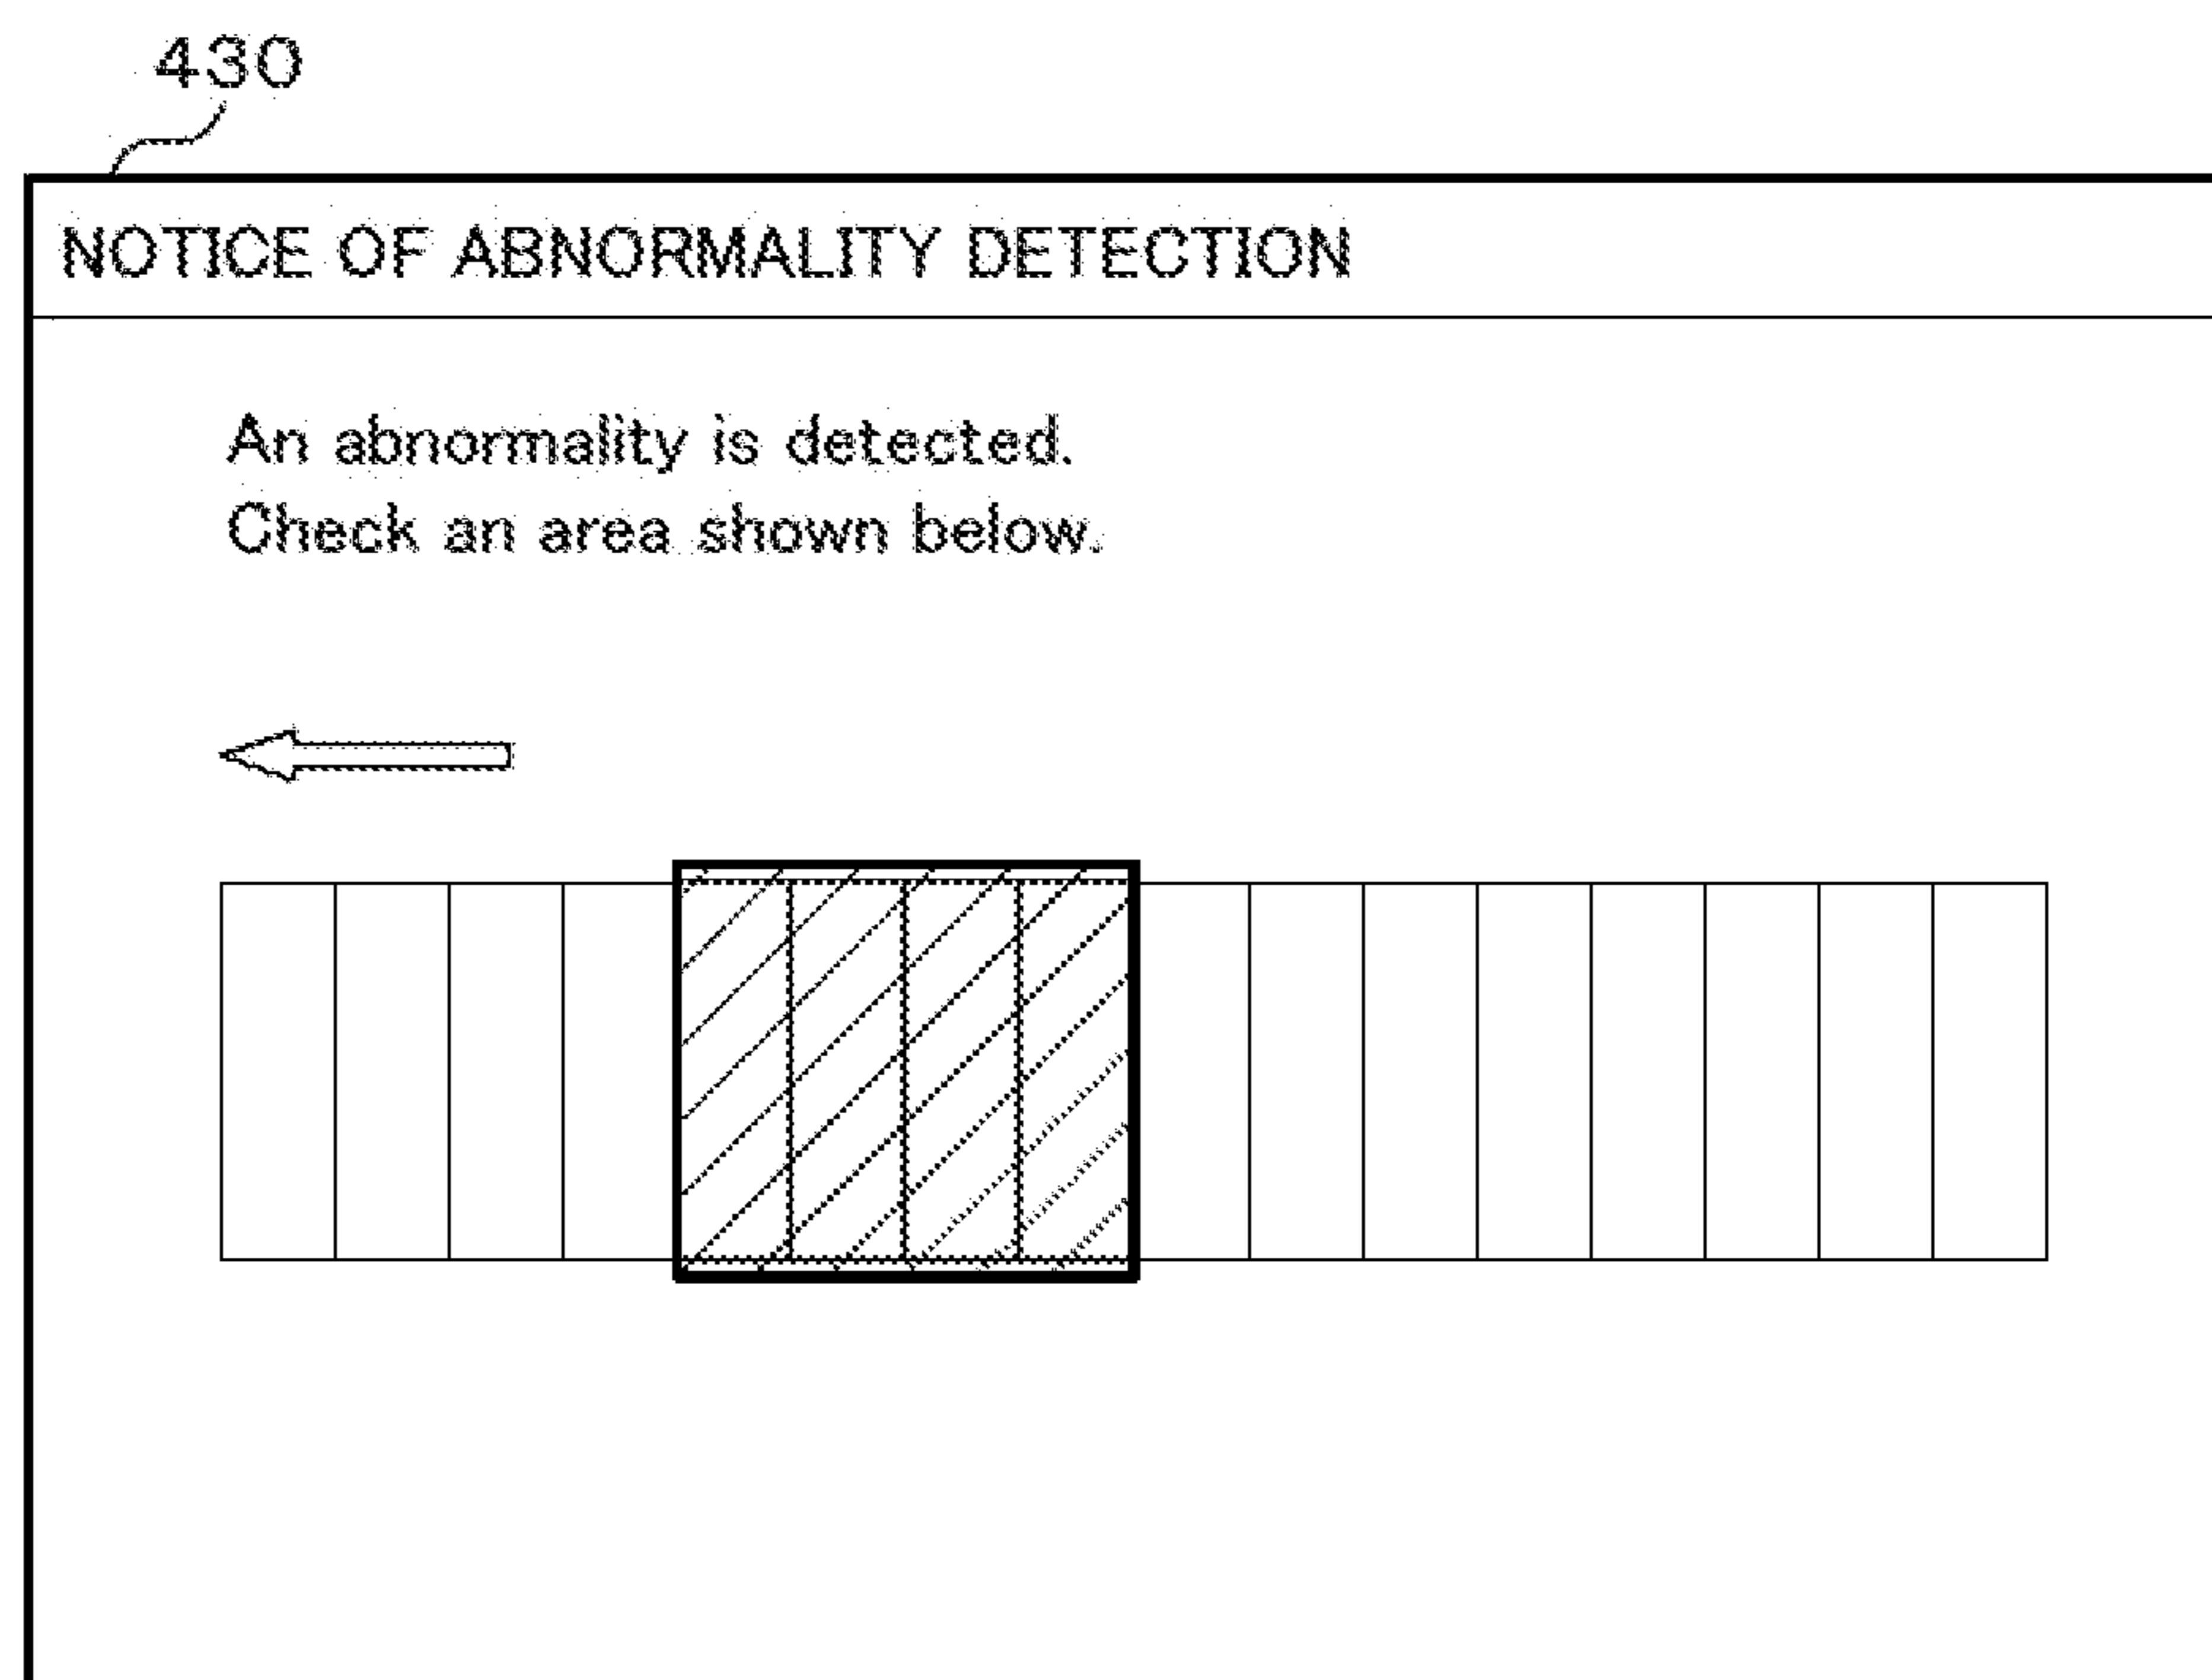 430
NOTICE OF ABNORMALITY DETECTION
An abnormality is detected.
Check an area shown below.